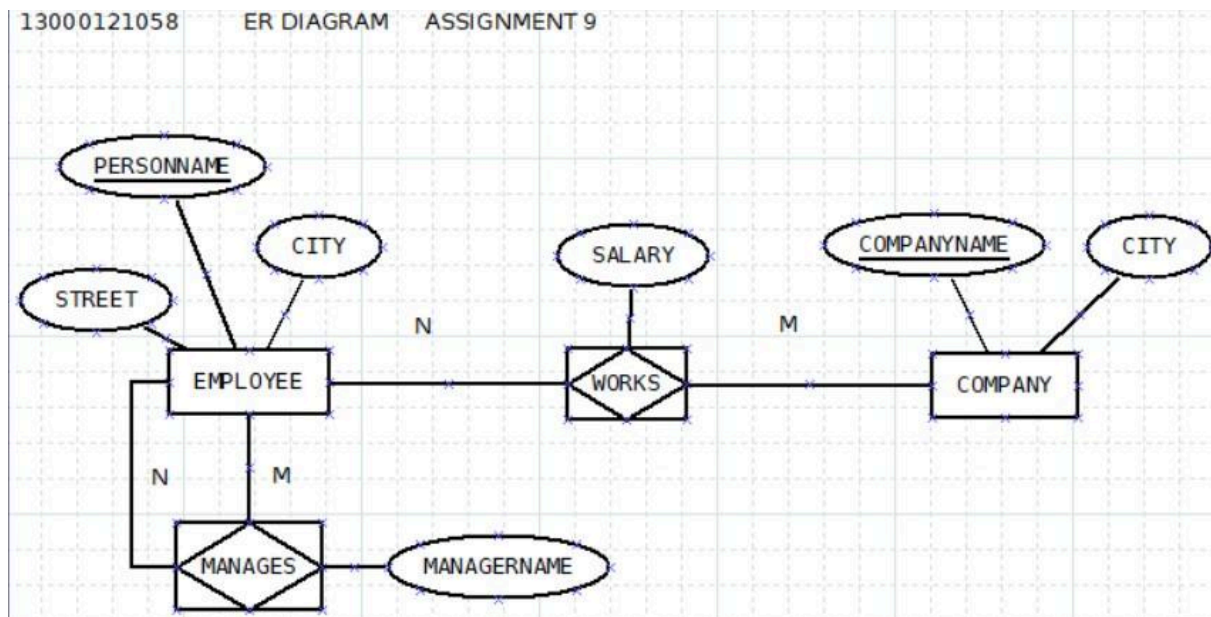 13000121058 ER DIAGRAM ASSIGNMENT 9
PERSONNAME
CITY
STREET
SALARY
COMPANYNAME
CITY
N
M
EMPLOYEE
WORKS
COMPANY
N
M
MANAGES
MANAGERNAME